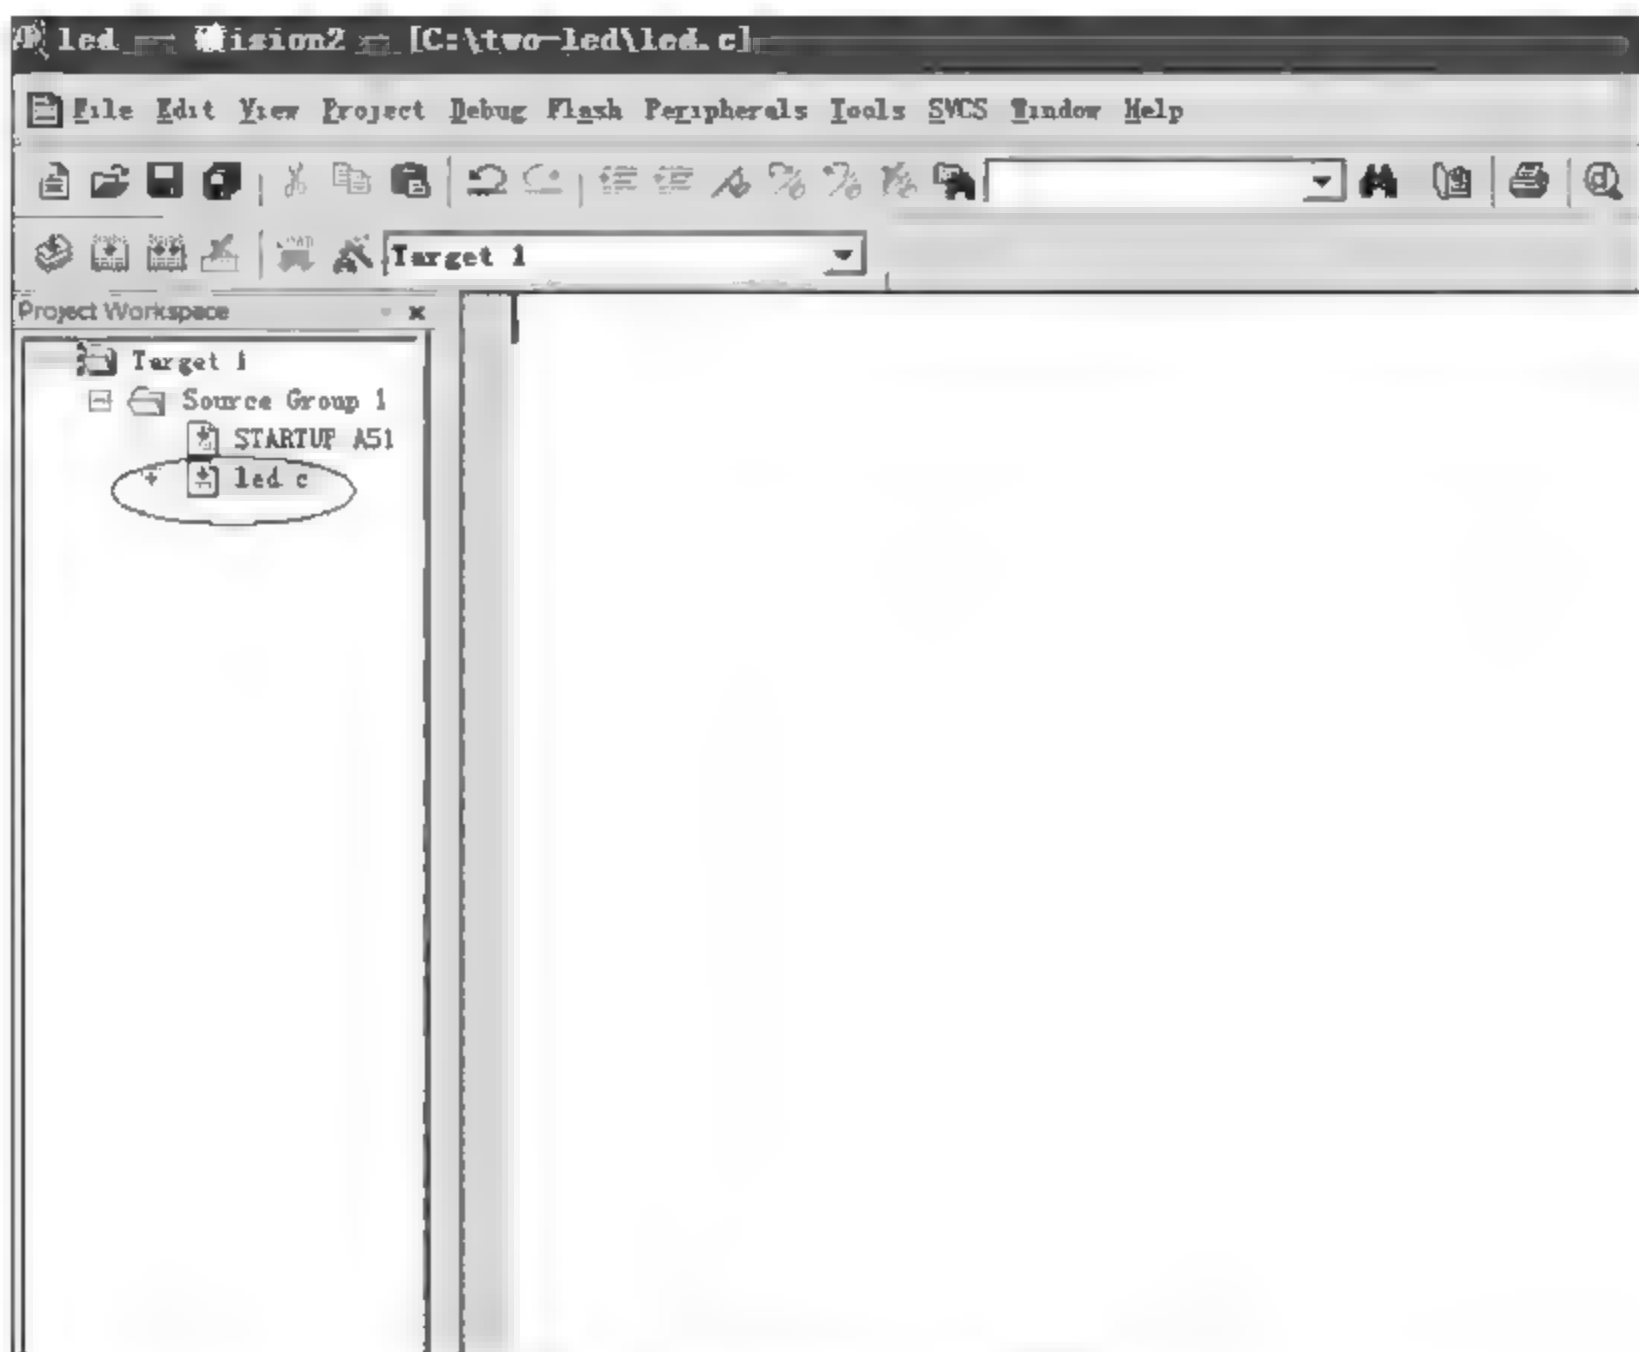 led — ision2 — [C:\two-led\led.c]
File Edit View Project Debug Flash Peripherals Tools SVCS Window Help
Target 1
Project Workspace
Target 1
Source Group 1
STARTUP A51
led c